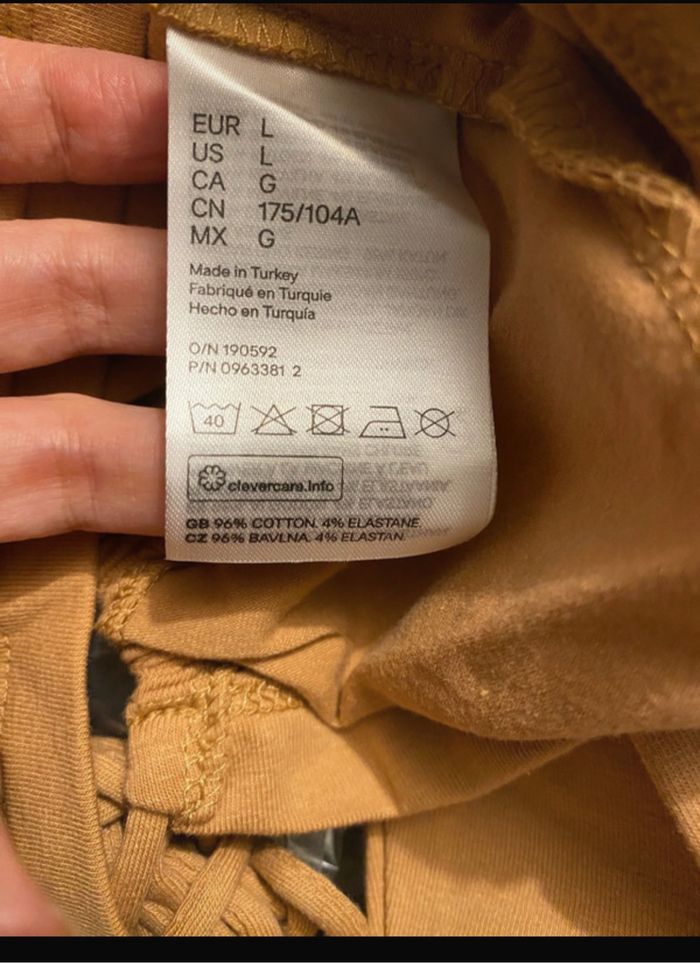 EUR L
US L
CA G
CN 175/104A
MX G
Made in Turkey
Fabriqué en Turquie
Hecho en Turquía
O/N 190592
P/N 0963381 2
40
clevercare.info
GB 96% COTTON. 4% ELASTANE.
CZ 96% BAVLNA. 4% ELASTAN